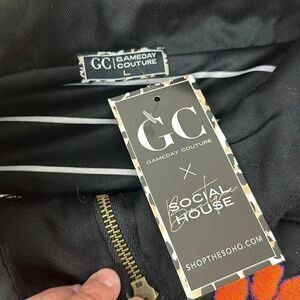 GC
GAMEDAY
COUTURE
L
GC
GAMEDAY COUTURE
X
SOCIAL
HOUSE
SHOPTHESOHO.COM